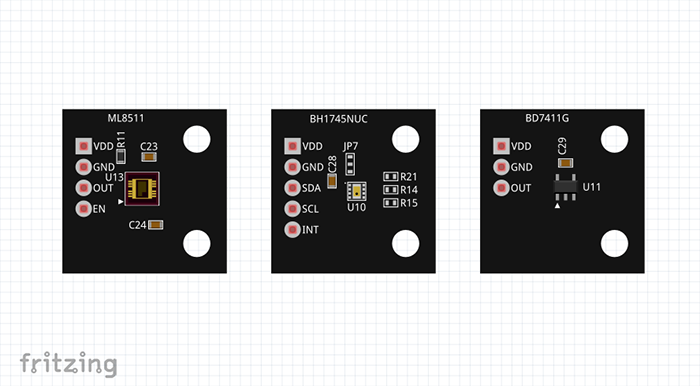 ML8511
VDD
R11
C23
GND
U13
OUT
EN
C24
BH1745NUC
VDD
JP7
GND
C28
SDA
R21
R14
SCL
U10
R15
INT
BD7411G
VDD
C29
GND
OUT
U11
fritzing